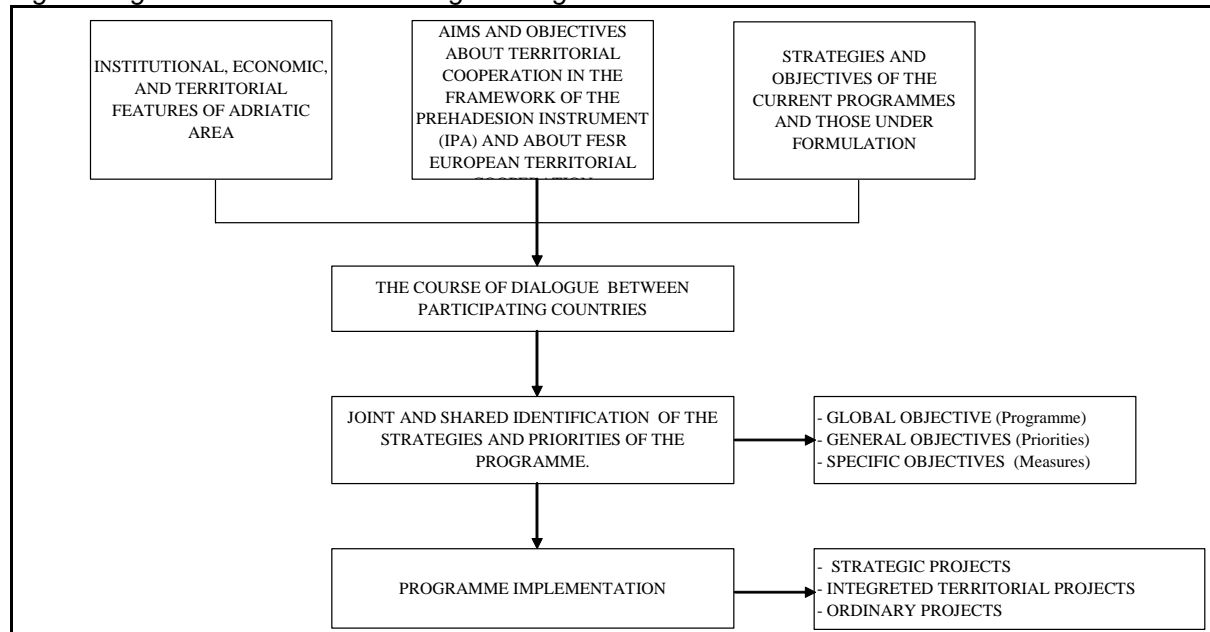 INSTITUTIONAL, ECONOMIC,
AND TERRITORIAL
FEATURES OF ADRIATIC
AREA
AIMS AND OBJECTIVES
ABOUT TERRITORIAL
COOPERATION IN THE
FRAMEWORK OF THE
PREHADESION INSTRUMENT
(IPA) AND ABOUT FESR
EUROPEAN TERRITORIAL
STRATEGIES AND
OBJECTIVES OF THE
CURRENT PROGRAMMES
AND THOSE UNDER
FORMULATION
THE COURSE OF DIALOGUE BETWEEN
PARTICIPATING COUNTRIES
JOINT AND SHARED IDENTIFICATION OF THE
STRATEGIES AND PRIORITIES OF THE
PROGRAMME.
- GLOBAL OBJECTIVE (Programme)
- GENERAL OBJECTIVES (Priorities)
- SPECIFIC OBJECTIVES (Measures)
PROGRAMME IMPLEMENTATION
- STRATEGIC PROJECTS
- INTEGRETED TERRITORIAL PROJECTS
- ORDINARY PROJECTS